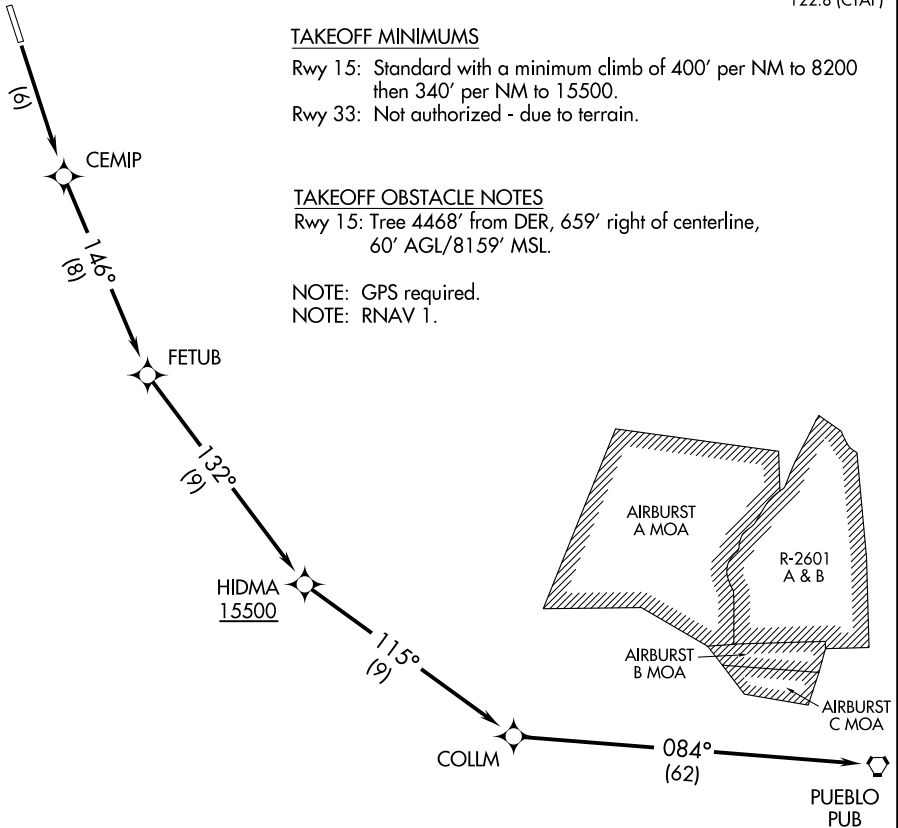 122.8 (CTAF)
TAKEOFF MINIMUMS
Rwy 15: Standard with a minimum climb of 400' per NM to 8200
then 340' per NM to 15500.
Rwy 33: Not authorized - due to terrain.
(6)
CEMIP
TAKEOFF OBSTACLE NOTES
Rwy 15: Tree 4468' from DER, 659' right of centerline,
60' AGL/8159' MSL.
146°
(8)
NOTE: GPS required.
NOTE: RNAV 1.
FETUB
132°
(9)
AIRBURST
A MOA
R-2601
A & B
HIDMA
15500
115°
(9)
AIRBURST
B MOA
AIRBURST
C MOA
COLLM
084°
(62)
PUEBLO
PUB